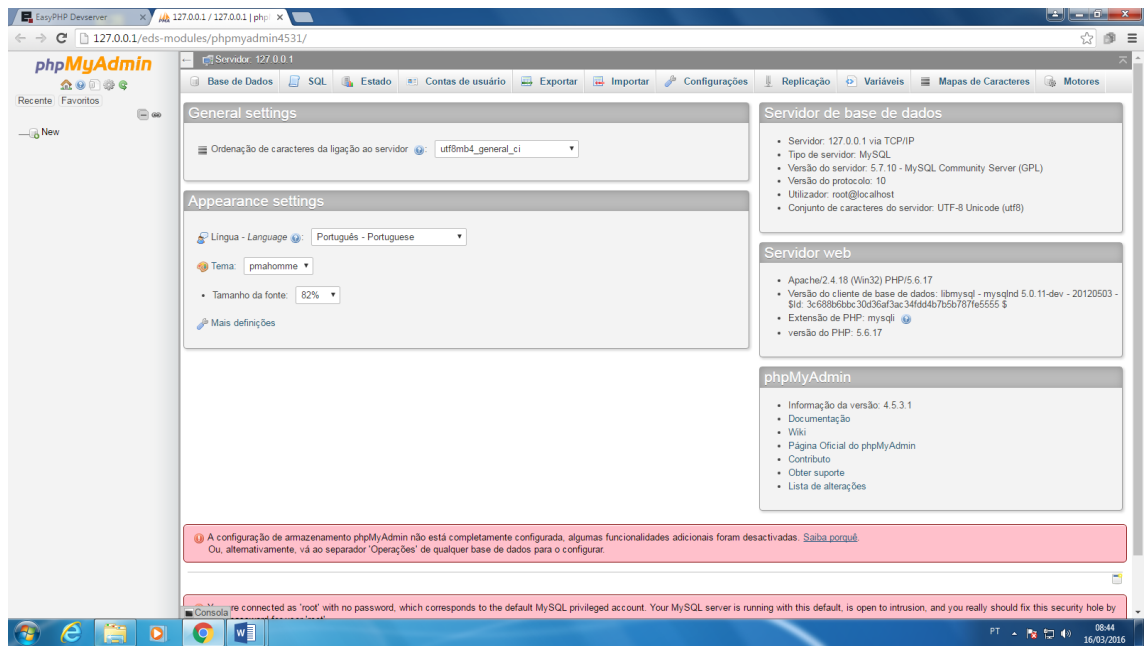 EasyPHP Devserver
127.0.0.1 / 127.0.0.1 | php
127.0.0.1/eds-modules/phpmyadmin4531/
phpMyAdmin
Recente Favoritos
New
Servidor: 127.0.0.1
Base de Dados SQL Estado Contas de usuário Exportar Importar Configurações Replicação Variáveis Mapas de Caracteres Motores
General settings
Ordenação de caracteres da ligação ao servidor : utf8mb4_general_ci
Appearance settings
Língua - Language : Português - Portuguese
Tema: pmahomme
Tamanho da fonte: 82%
Mais definições
Servidor de base de dados
Servidor: 127.0.0.1 via TCP/IP
Tipo de servidor: MySQL
Versão do servidor: 5.7.10 - MySQL Community Server (GPL)
Versão do protocolo: 10
Utilizador: root@localhost
Conjunto de caracteres do servidor: UTF-8 Unicode (utf8)
Servidor web
Apache/2.4.18 (Win32) PHP/5.6.17
Versão do cliente de base de dados: libmysql - mysqlnd 5.0.11-dev - 20120503 -
$Id: 3c688b6bbc30d36af3ac34fdd4b7b5b787fe5555 $
Extensão de PHP: mysqli
versão do PHP: 5.6.17
phpMyAdmin
Informação da versão: 4.5.3.1
Documentação
Wiki
Página Oficial do phpMyAdmin
Contributo
Obter suporte
Lista de alterações
A configuração de armazenamento phpMyAdmin não está completamente configurada, algumas funcionalidades adicionais foram desactivadas. Saiba porquê.
Ou, alternativamente, vá ao separador 'Operações' de qualquer base de dados para o configurar.
re connected as 'root' with no password, which corresponds to the default MySQL privileged account. Your MySQL server is running with this default, is open to intrusion, and you really should fix this security hole by
Consola
PT
08:44
16/03/2016